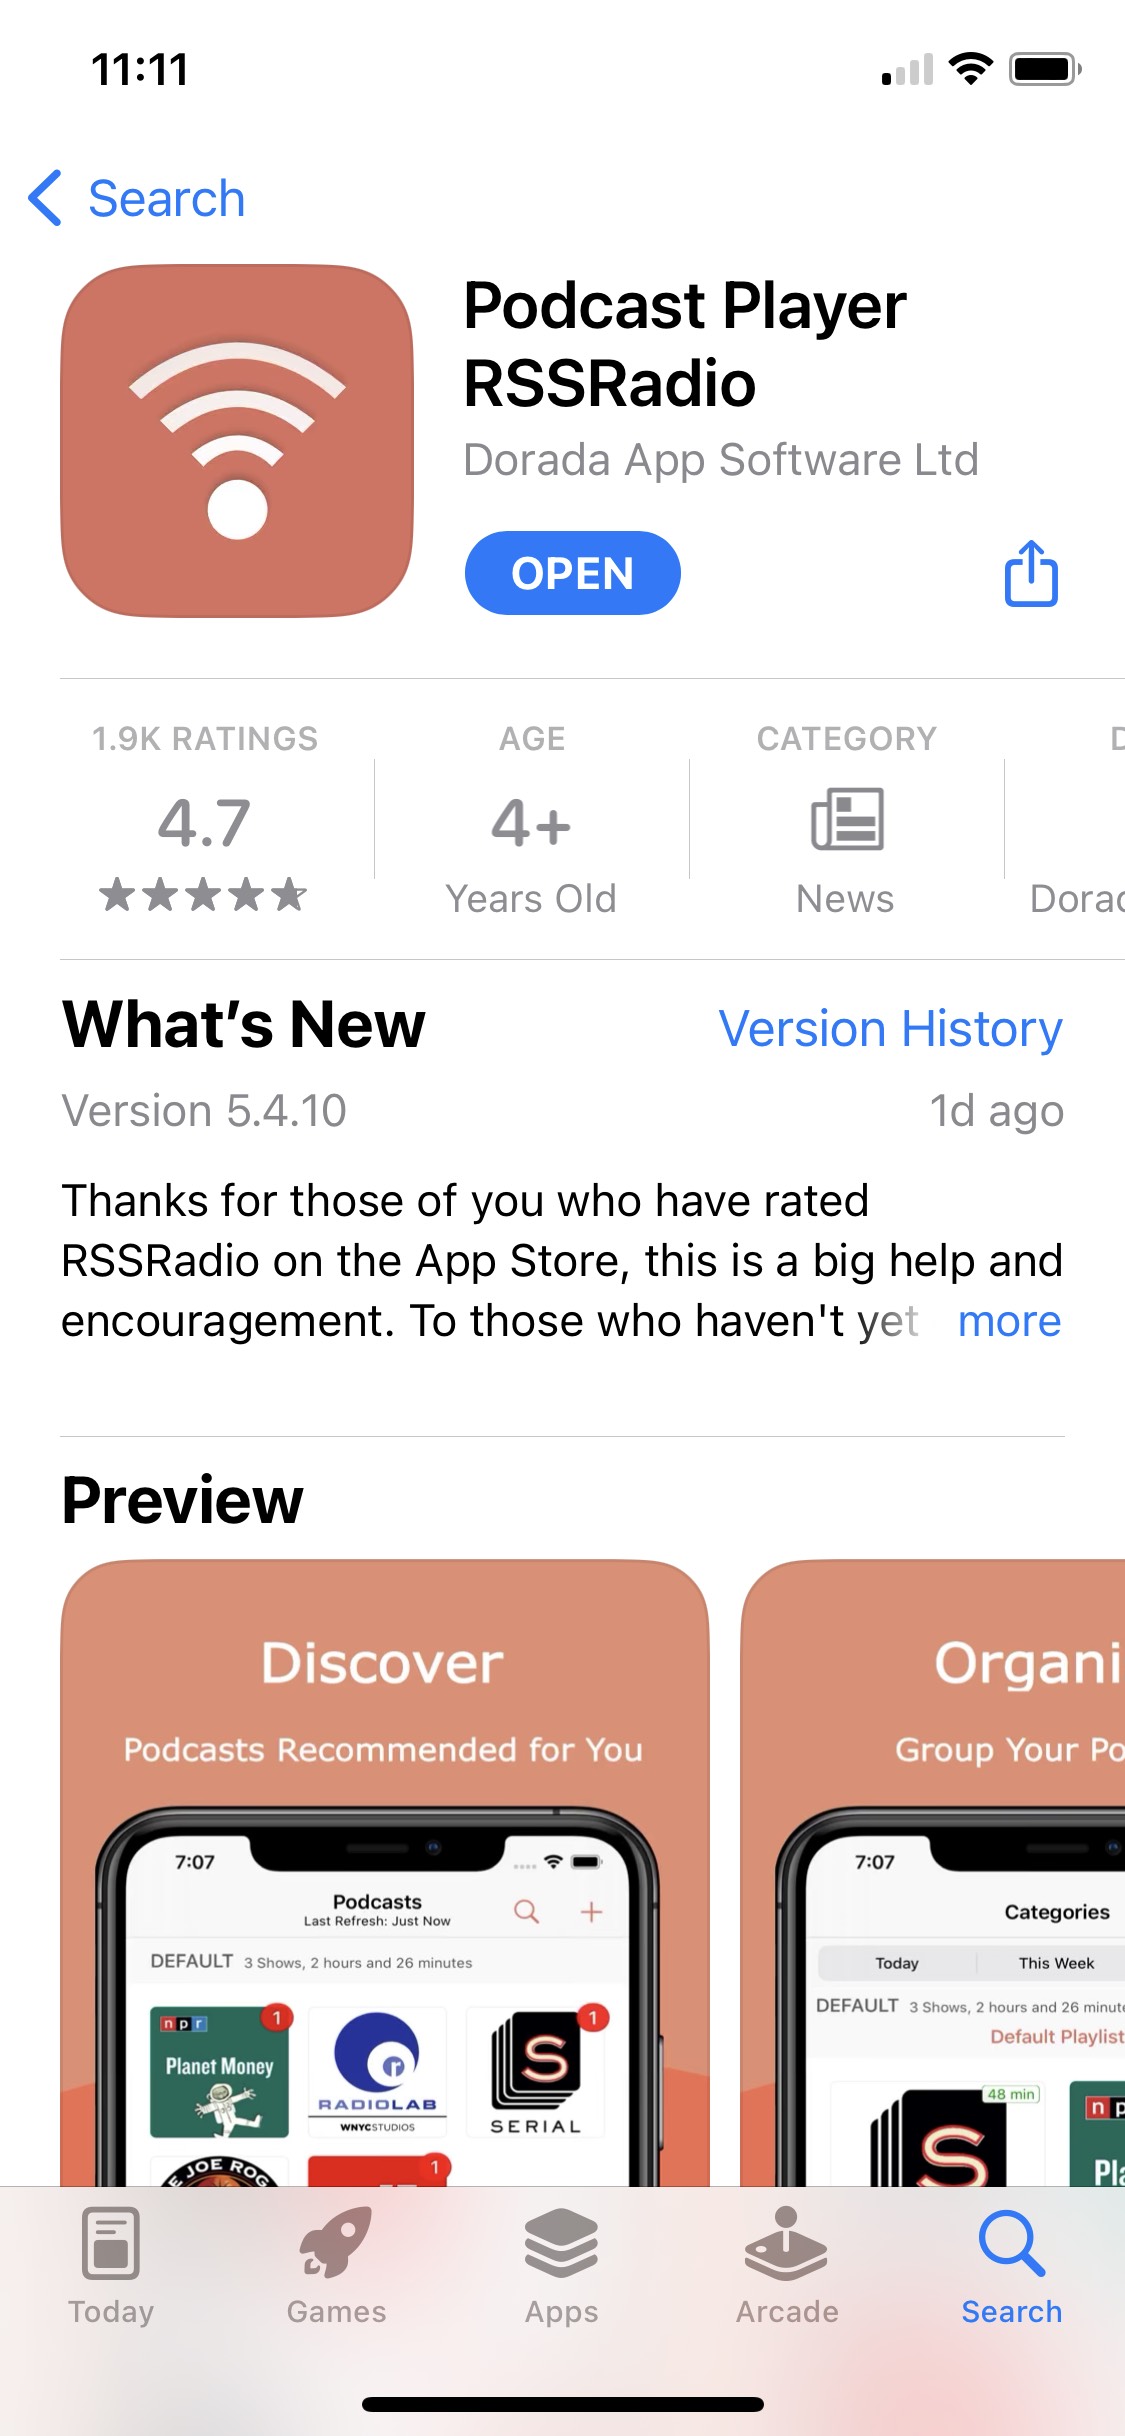 11:11
Search
Podcast Player
RSSRadio
Dorada App Software Ltd
OPEN
1.9K RATINGS
4.7
AGE
4+
Years Old
CATEGORY
News
D
Dorad
What's New
Version History
Version 5.4.10
1d ago
Thanks for those of you who have rated
RSSRadio on the App Store, this is a big help and
encouragement. To those who haven't yet more
Preview
Discover
Podcasts Recommended for You
7:07
Podcasts
Last Refresh: Just Now
DEFAULT 3 Shows, 2 hours and 26 minutes
npr
1
Planet Money
r
RADIOLAB
WNYCSTUDIOS
1
S
SERIAL
E JOE ROG
1
Organi
Group Your Po
7:07
Categories
Today
This Week
DEFAULT 3 Shows, 2 hours and 26 minute
Default Playlist
48 min
S
n p
Pla
Today
Games
Apps
Arcade
Search